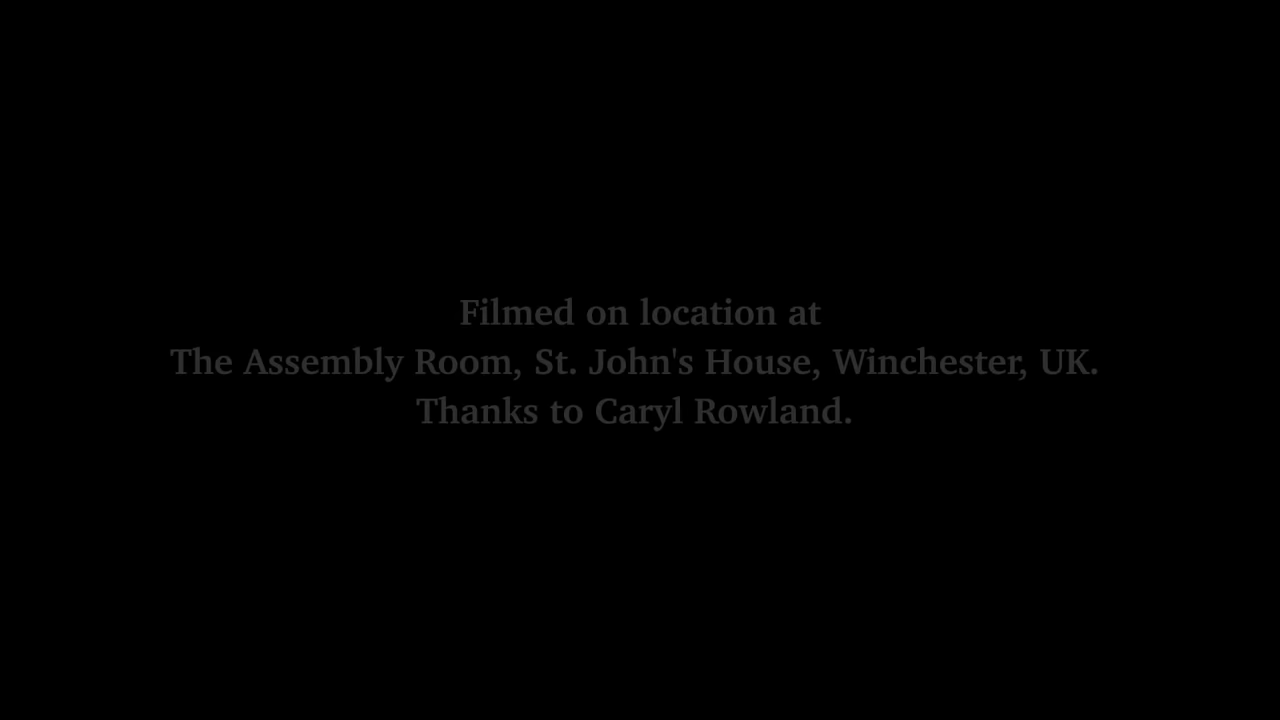 Filmed on location at
The Assembly Room, St. John's House, Winchester, UK.
Thanks to Caryl Rowland.